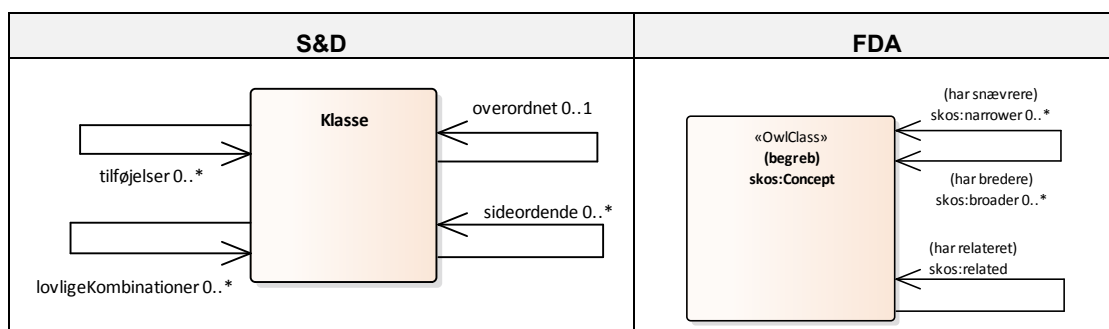 S&D
FDA
Klasse
overordnet 0..1
tilføjelser 0..*
sideordende 0..*
lovligeKombinationer 0..*
(har snævrere)
skos:narrower 0..*
«OwlClass»
(begreb)
skos:Concept
(har bredere)
skos:broader 0..*
(har relateret)
skos:related